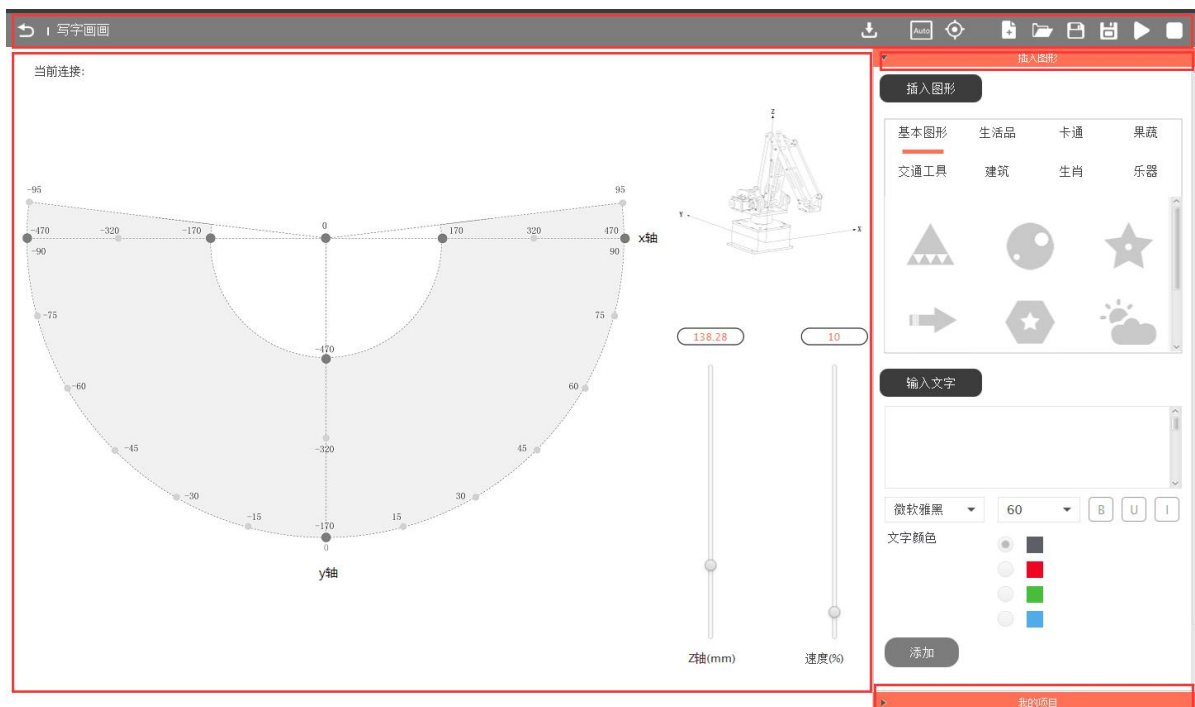 写字画画
Auto
当前连接:
插入图形
插入图形
基本图形 生活品 卡通 果蔬
交通工具 建筑 生肖 乐器
Z
Y
X
-95 95
0
-470 -320 -170 170 320 470 x轴
-90 90
-75 75
-470
-60 60
-45 45
-320
-30 30
-15 15
-170
0
y轴
138.28 10
Z轴(mm) 速度(%)
输入文字
微软雅黑 60 B U I
文字颜色
添加
我的项目